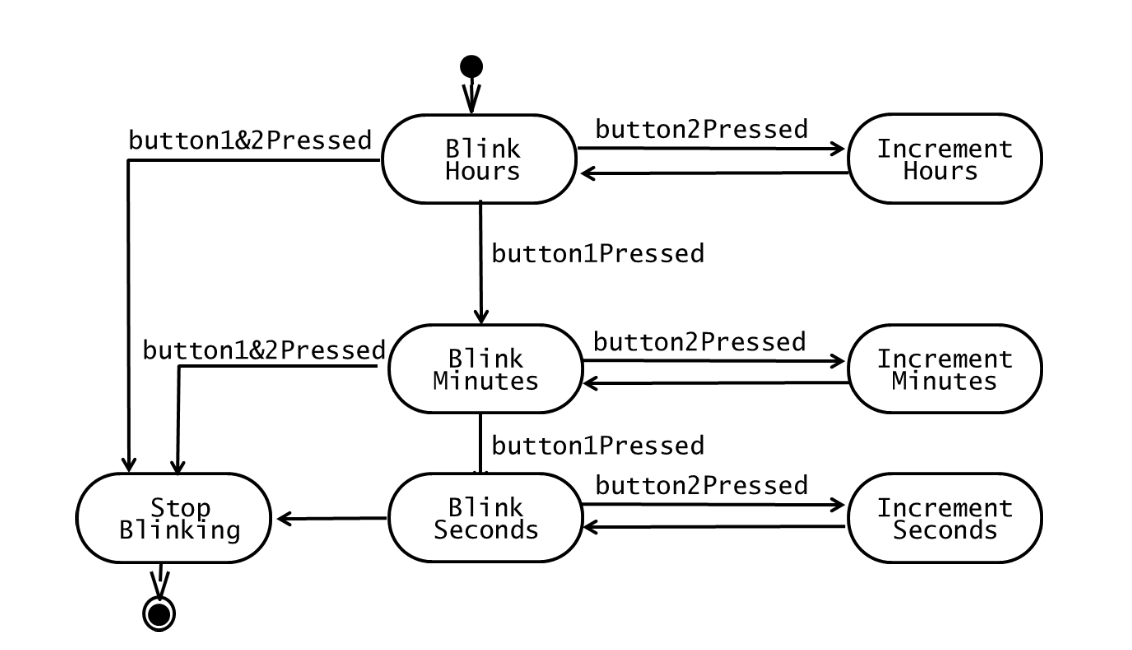 button1&2Pressed
Blink
Hours
button2Pressed
Increment
Hours
button1Pressed
button1&2Pressed
Blink
Minutes
button2Pressed
Increment
Minutes
button1Pressed
Stop
Blinking
Blink
Seconds
button2Pressed
Increment
Seconds